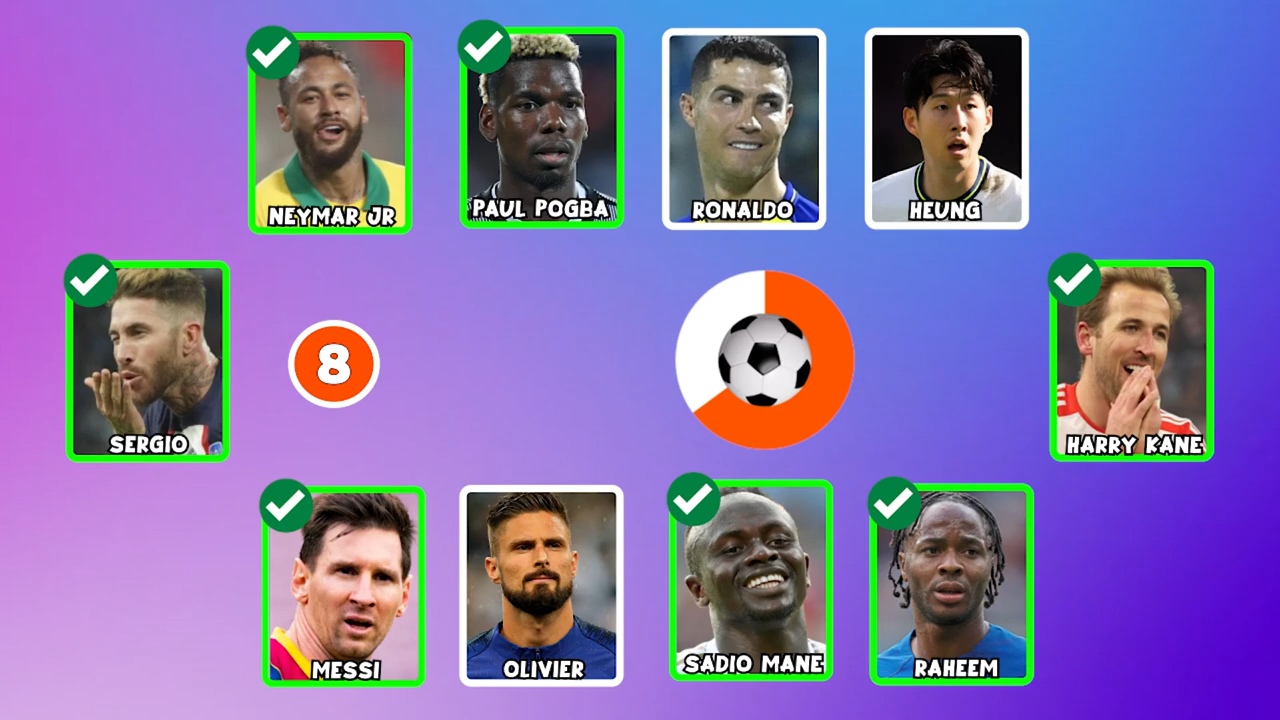 NEYMAR JR
PAUL POGBA
RONALDO
HEUNG
SERGIO
8
HARRY KANE
MESSI
OLIVIER
SADIO MANE
RAHEEM